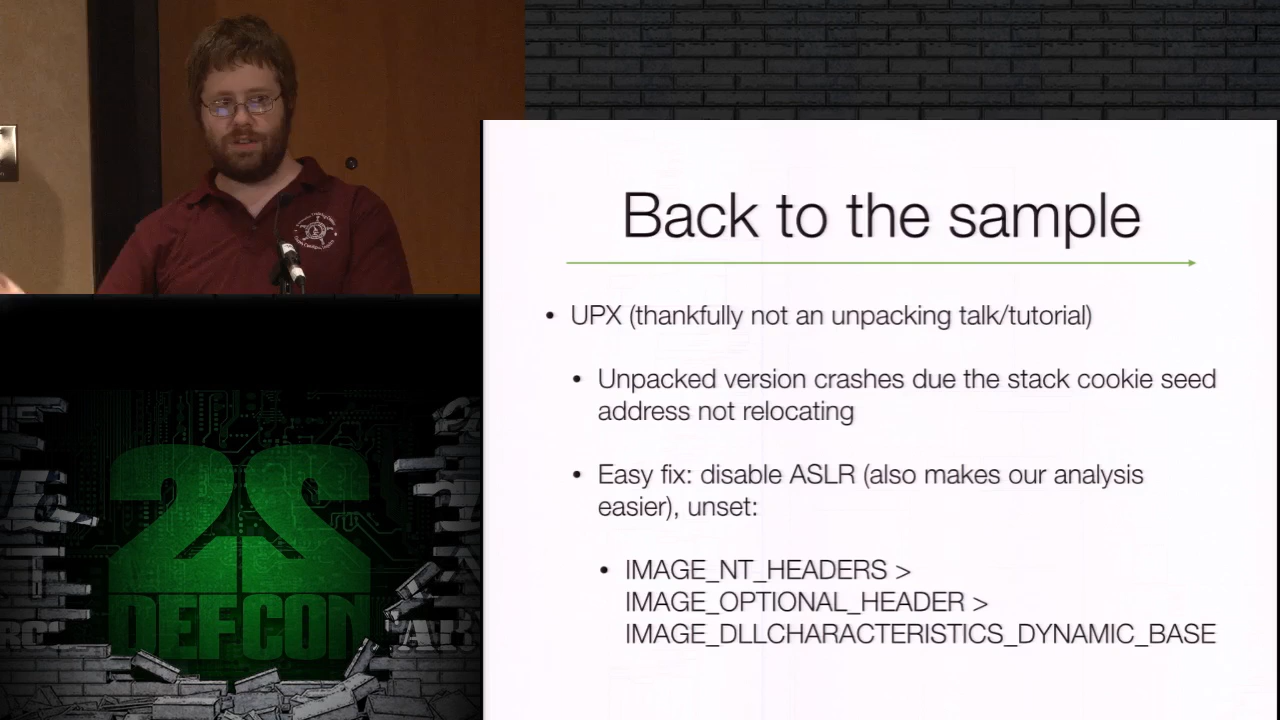 Back to the sample
• UPX (thankfully not an unpacking talk/tutorial)
• Unpacked version crashes due the stack cookie seed
address not relocating
• Easy fix: disable ASLR (also makes our analysis
easier), unset:
• IMAGE_NT_HEADERS >
IMAGE_OPTIONAL_HEADER >
IMAGE_DLLCHARACTERISTICS_DYNAMIC_BASE
22
DEFCON